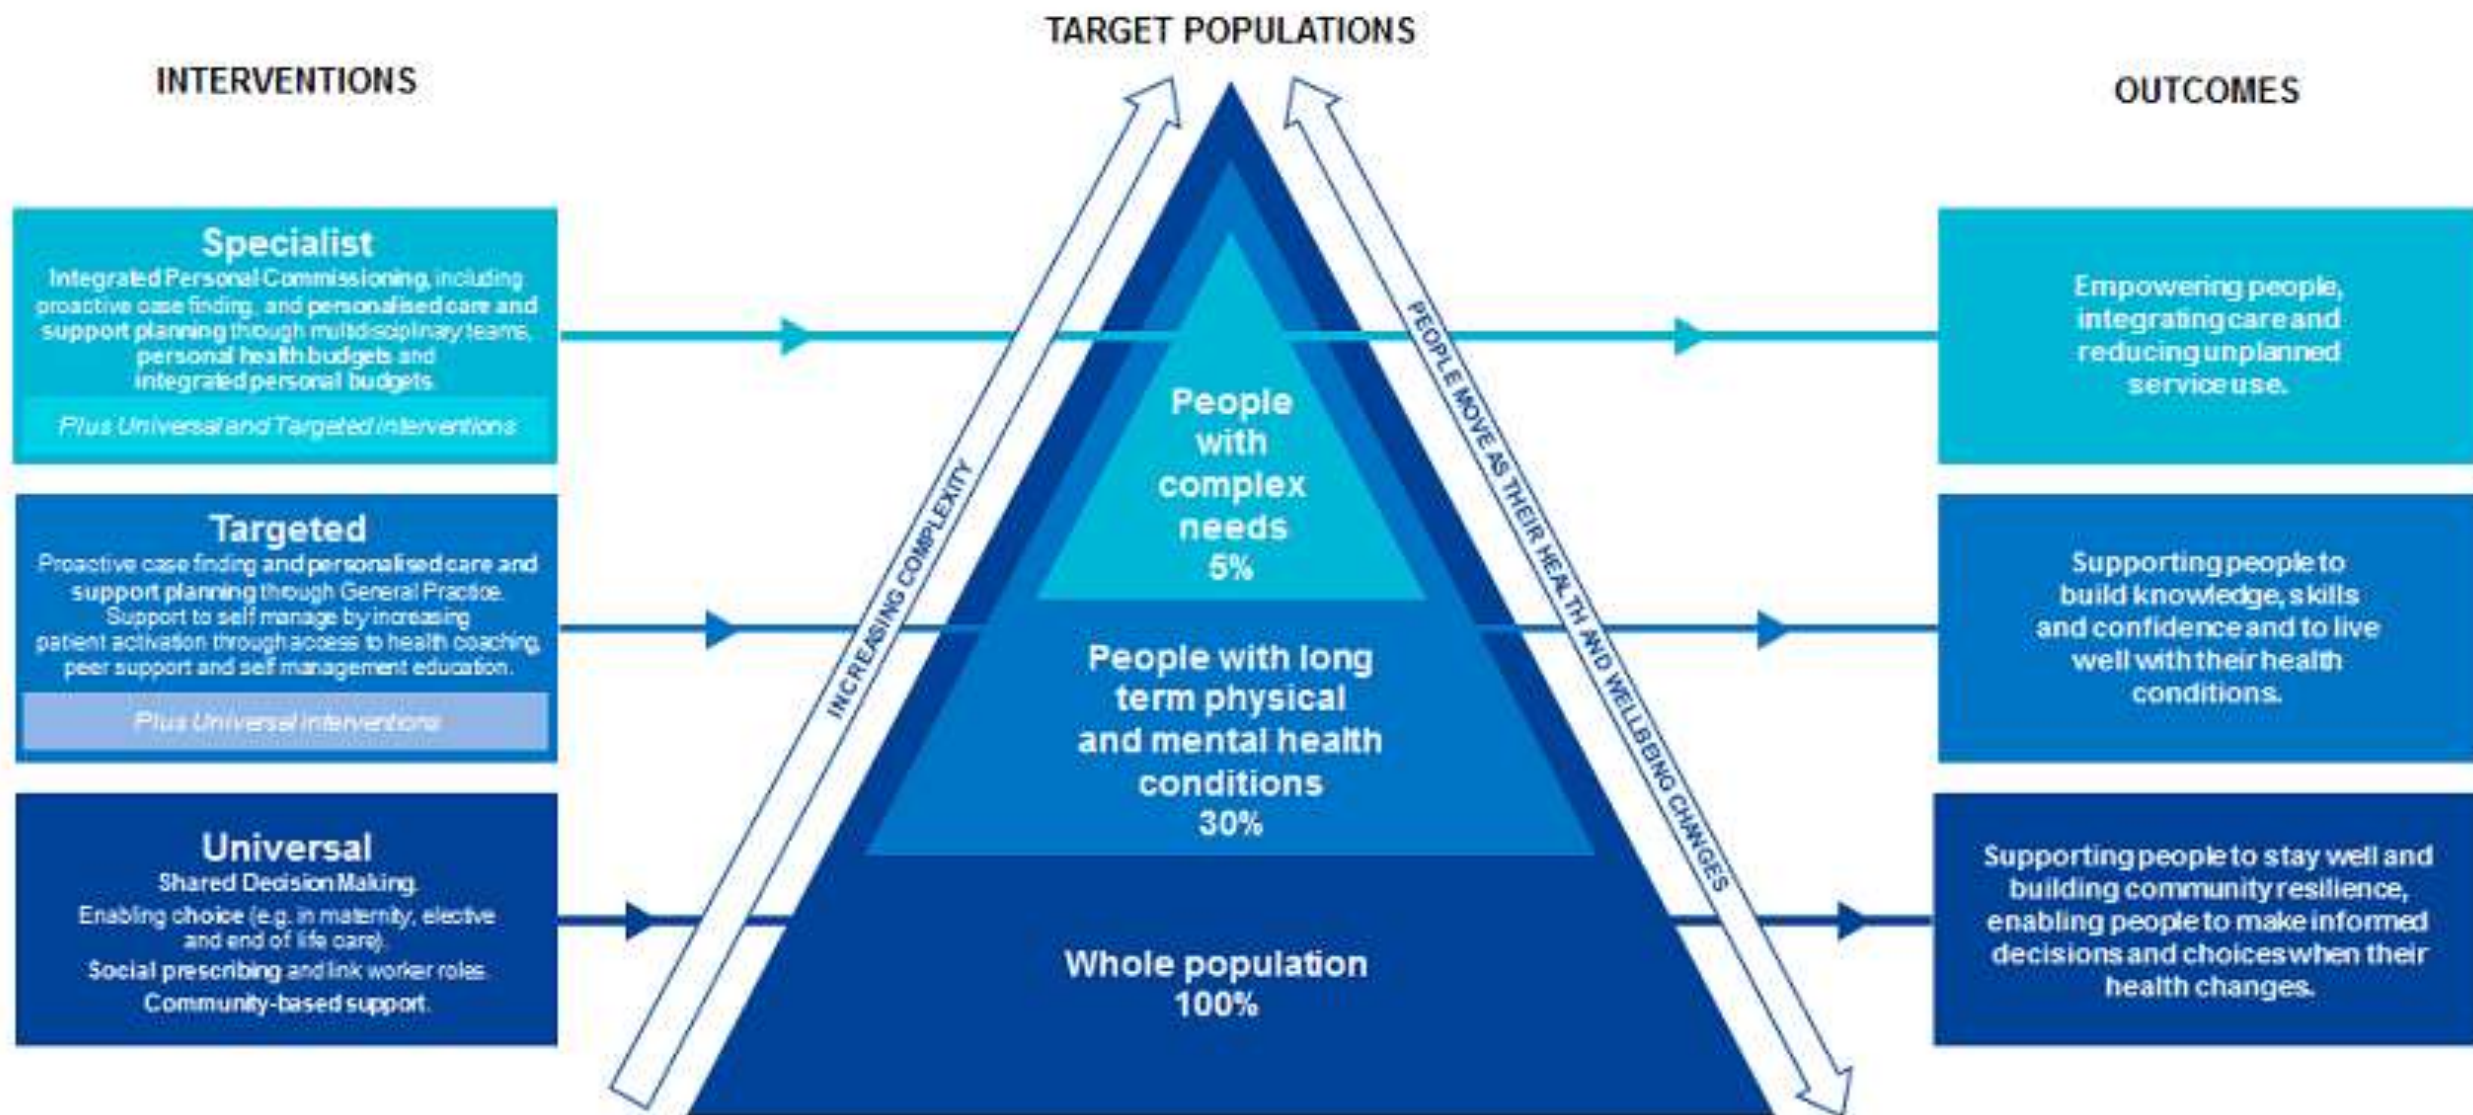 TARGET POPULATIONS
INTERVENTIONS
OUTCOMES
Specialist
Integrated Personal Commissioning, including
proactive case finding, and personalised care and
support planning through multidisciplinary teams,
personal health budgets and
integrated personal budgets.
Plus Universal and Targeted interventions
Targeted
Proactive case finding and personalised care and
support planning through General Practice.
Support to self manage by increasing
patient activation through access to health coaching,
peer support and self management education.
Plus Universal interventions
Universal
Shared Decision Making.
Enabling choice (e.g. in maternity, elective
and end of life care).
Social prescribing and link worker roles.
Community-based support.
INCREASING COMPLEXITY
People
with
complex
needs
5%
People with long
term physical
and mental health
conditions
30%
Whole population
100%
PEOPLE MOVE AS THEIR HEALTH AND WELLBEING CHANGES
Empowering people,
integrating care and
reducing unplanned
service use.
Supporting people to
build knowledge, skills
and confidence and to live
well with their health
conditions.
Supporting people to stay well and
building community resilience,
enabling people to make informed
decisions and choices when their
health changes.